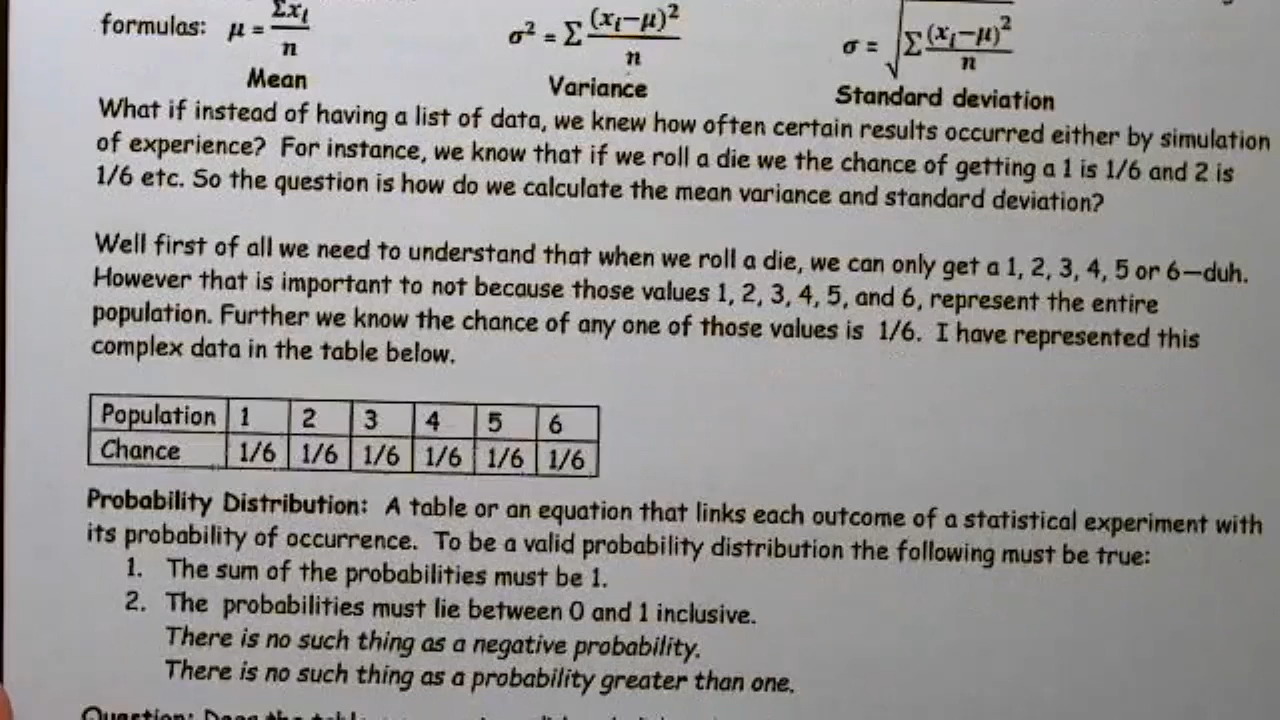 formulas: μ = Σxᵢ/n σ² = Σ (xᵢ−μ)²/n σ = √Σ(xᵢ−μ)²/n
Mean Variance Standard deviation
What if instead of having a list of data, we knew how often certain results occurred either by simulation
of experience? For instance, we know that if we roll a die we the chance of getting a 1 is 1/6 and 2 is
1/6 etc. So the question is how do we calculate the mean variance and standard deviation?
Well first of all we need to understand that when we roll a die, we can only get a 1, 2, 3, 4, 5 or 6—duh.
However that is important to not because those values 1, 2, 3, 4, 5, and 6, represent the entire
population. Further we know the chance of any one of those values is 1/6. I have represented this
complex data in the table below.
Population 1 2 3 4 5 6
Chance 1/6 1/6 1/6 1/6 1/6 1/6
Probability Distribution: A table or an equation that links each outcome of a statistical experiment with
its probability of occurrence. To be a valid probability distribution the following must be true:
1. The sum of the probabilities must be 1.
2. The probabilities must lie between 0 and 1 inclusive.
There is no such thing as a negative probability.
There is no such thing as a probability greater than one.
Question: Does the table